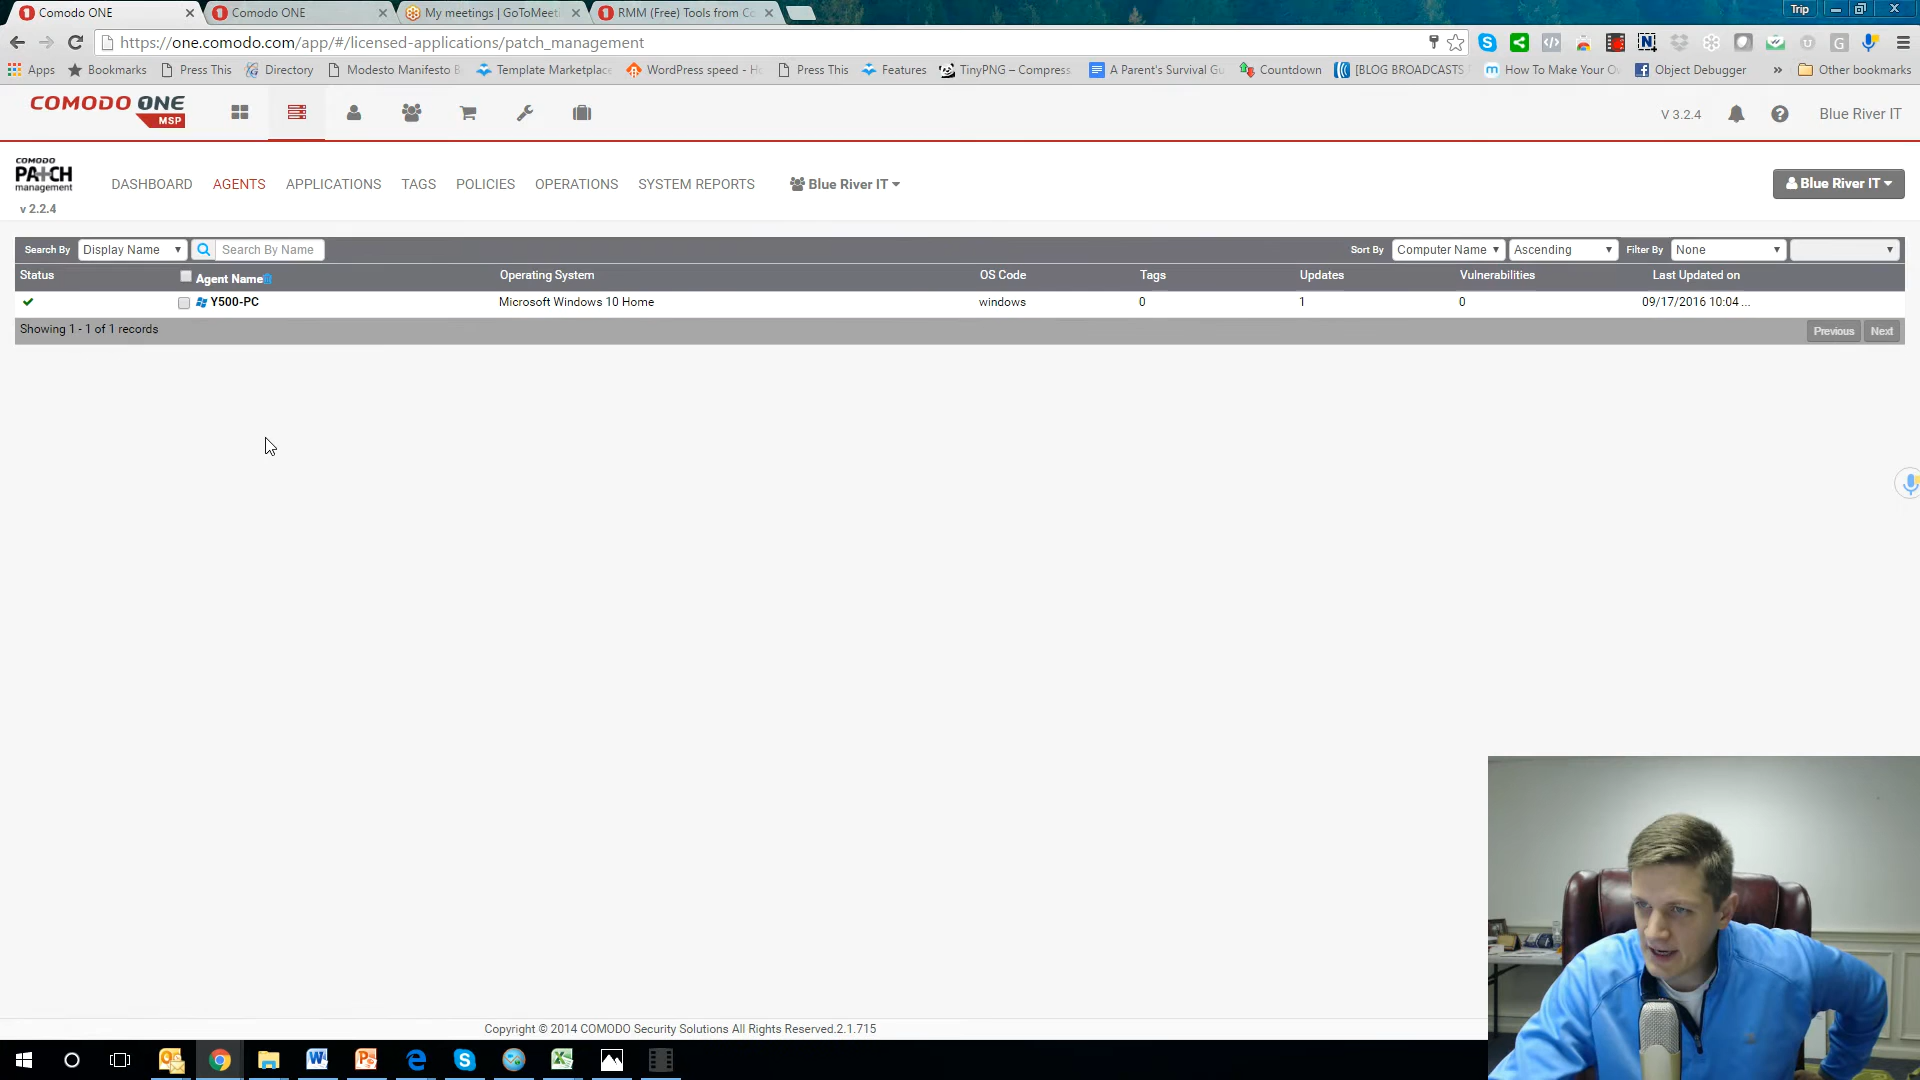 Comodo ONE
Comodo ONE
My meetings | GoToMeeti
RMM (Free) Tools from Co
Trip
https://one.comodo.com/app/#/licensed-applications/patch_management
Apps
Bookmarks
Press This
Directory
Modesto Manifesto B
Template Marketplace
WordPress speed - Ho
Press This
Features
TinyPNG – Compress
A Parent's Survival Gu
Countdown
[BLOG BROADCASTS
How To Make Your O
Object Debugger
»
Other bookmarks
COMODO ONE
MSP
V 3.2.4
Blue River IT
COMODO
PATCH
management
v 2.2.4
DASHBOARD
AGENTS
APPLICATIONS
TAGS
POLICIES
OPERATIONS
SYSTEM REPORTS
Blue River IT
Blue River IT
Search By
Display Name
Search By Name
Sort By
Computer Name
Ascending
Filter By
None
Status
Agent Name
Operating System
OS Code
Tags
Updates
Vulnerabilities
Last Updated on
Y500-PC
Microsoft Windows 10 Home
windows
0
1
0
09/17/2016 10:04 ...
Showing 1 - 1 of 1 records
Previous
Next
Copyright © 2014 COMODO Security Solutions All Rights Reserved.2.1.715